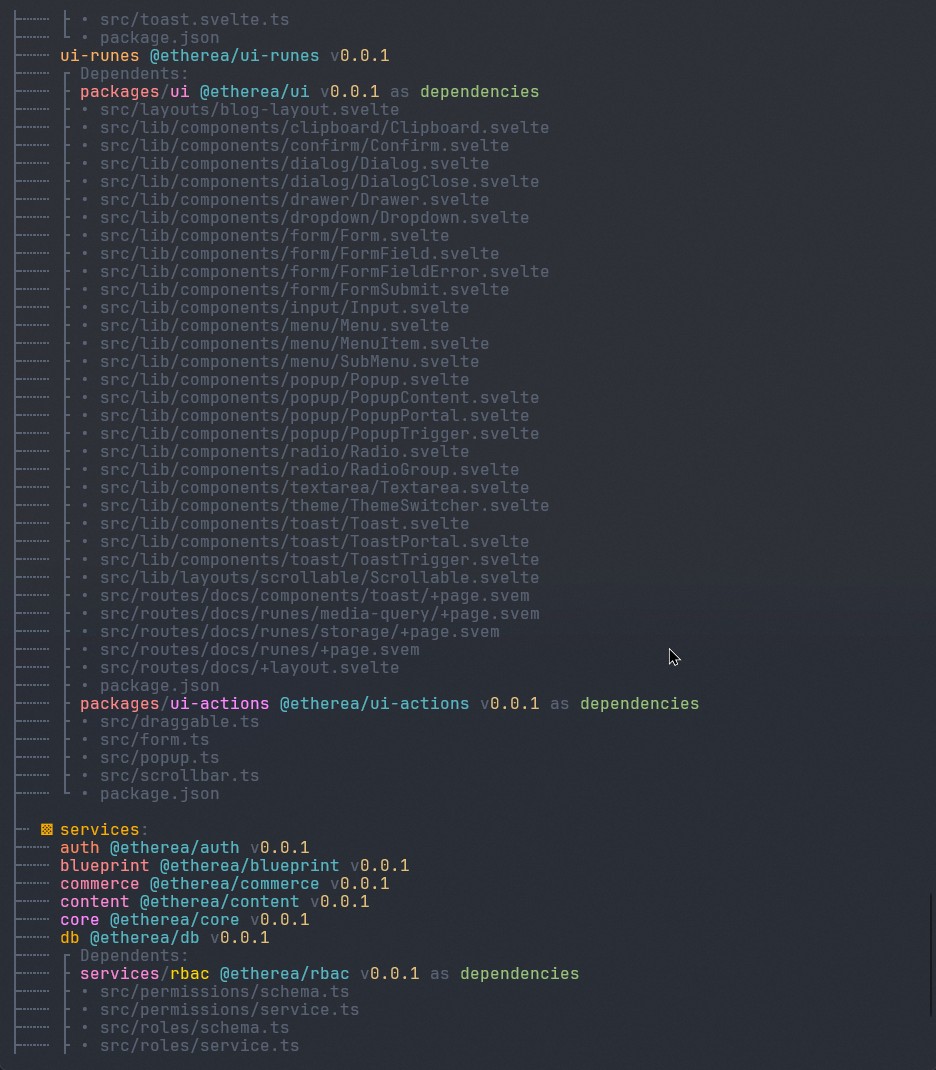 • src/toast.svelte.ts
• package.json
ui-runes @etherea/ui-runes v0.0.1
Dependents:
packages/ui @etherea/ui v0.0.1 as dependencies
• src/layouts/blog-layout.svelte
• src/lib/components/clipboard/Clipboard.svelte
• src/lib/components/confirm/Confirm.svelte
• src/lib/components/dialog/Dialog.svelte
• src/lib/components/dialog/DialogClose.svelte
• src/lib/components/drawer/Drawer.svelte
• src/lib/components/dropdown/Dropdown.svelte
• src/lib/components/form/Form.svelte
• src/lib/components/form/FormField.svelte
• src/lib/components/form/FormFieldError.svelte
• src/lib/components/form/FormSubmit.svelte
• src/lib/components/input/Input.svelte
• src/lib/components/menu/Menu.svelte
• src/lib/components/menu/MenuItem.svelte
• src/lib/components/menu/SubMenu.svelte
• src/lib/components/popup/Popup.svelte
• src/lib/components/popup/PopupContent.svelte
• src/lib/components/popup/PopupPortal.svelte
• src/lib/components/popup/PopupTrigger.svelte
• src/lib/components/radio/Radio.svelte
• src/lib/components/radio/RadioGroup.svelte
• src/lib/components/textarea/Textarea.svelte
• src/lib/components/theme/ThemeSwitcher.svelte
• src/lib/components/toast/Toast.svelte
• src/lib/components/toast/ToastPortal.svelte
• src/lib/components/toast/ToastTrigger.svelte
• src/lib/layouts/scrollable/Scrollable.svelte
• src/routes/docs/components/toast/+page.svem
• src/routes/docs/runes/media-query/+page.svem
• src/routes/docs/runes/storage/+page.svem
• src/routes/docs/runes/+page.svem
• src/routes/docs/+layout.svelte
• package.json
packages/ui-actions @etherea/ui-actions v0.0.1 as dependencies
• src/draggable.ts
• src/form.ts
• src/popup.ts
• src/scrollbar.ts
• package.json
services:
auth @etherea/auth v0.0.1
blueprint @etherea/blueprint v0.0.1
commerce @etherea/commerce v0.0.1
content @etherea/content v0.0.1
core @etherea/core v0.0.1
db @etherea/db v0.0.1
Dependents:
services/rbac @etherea/rbac v0.0.1 as dependencies
• src/permissions/schema.ts
• src/permissions/service.ts
• src/roles/schema.ts
• src/roles/service.ts